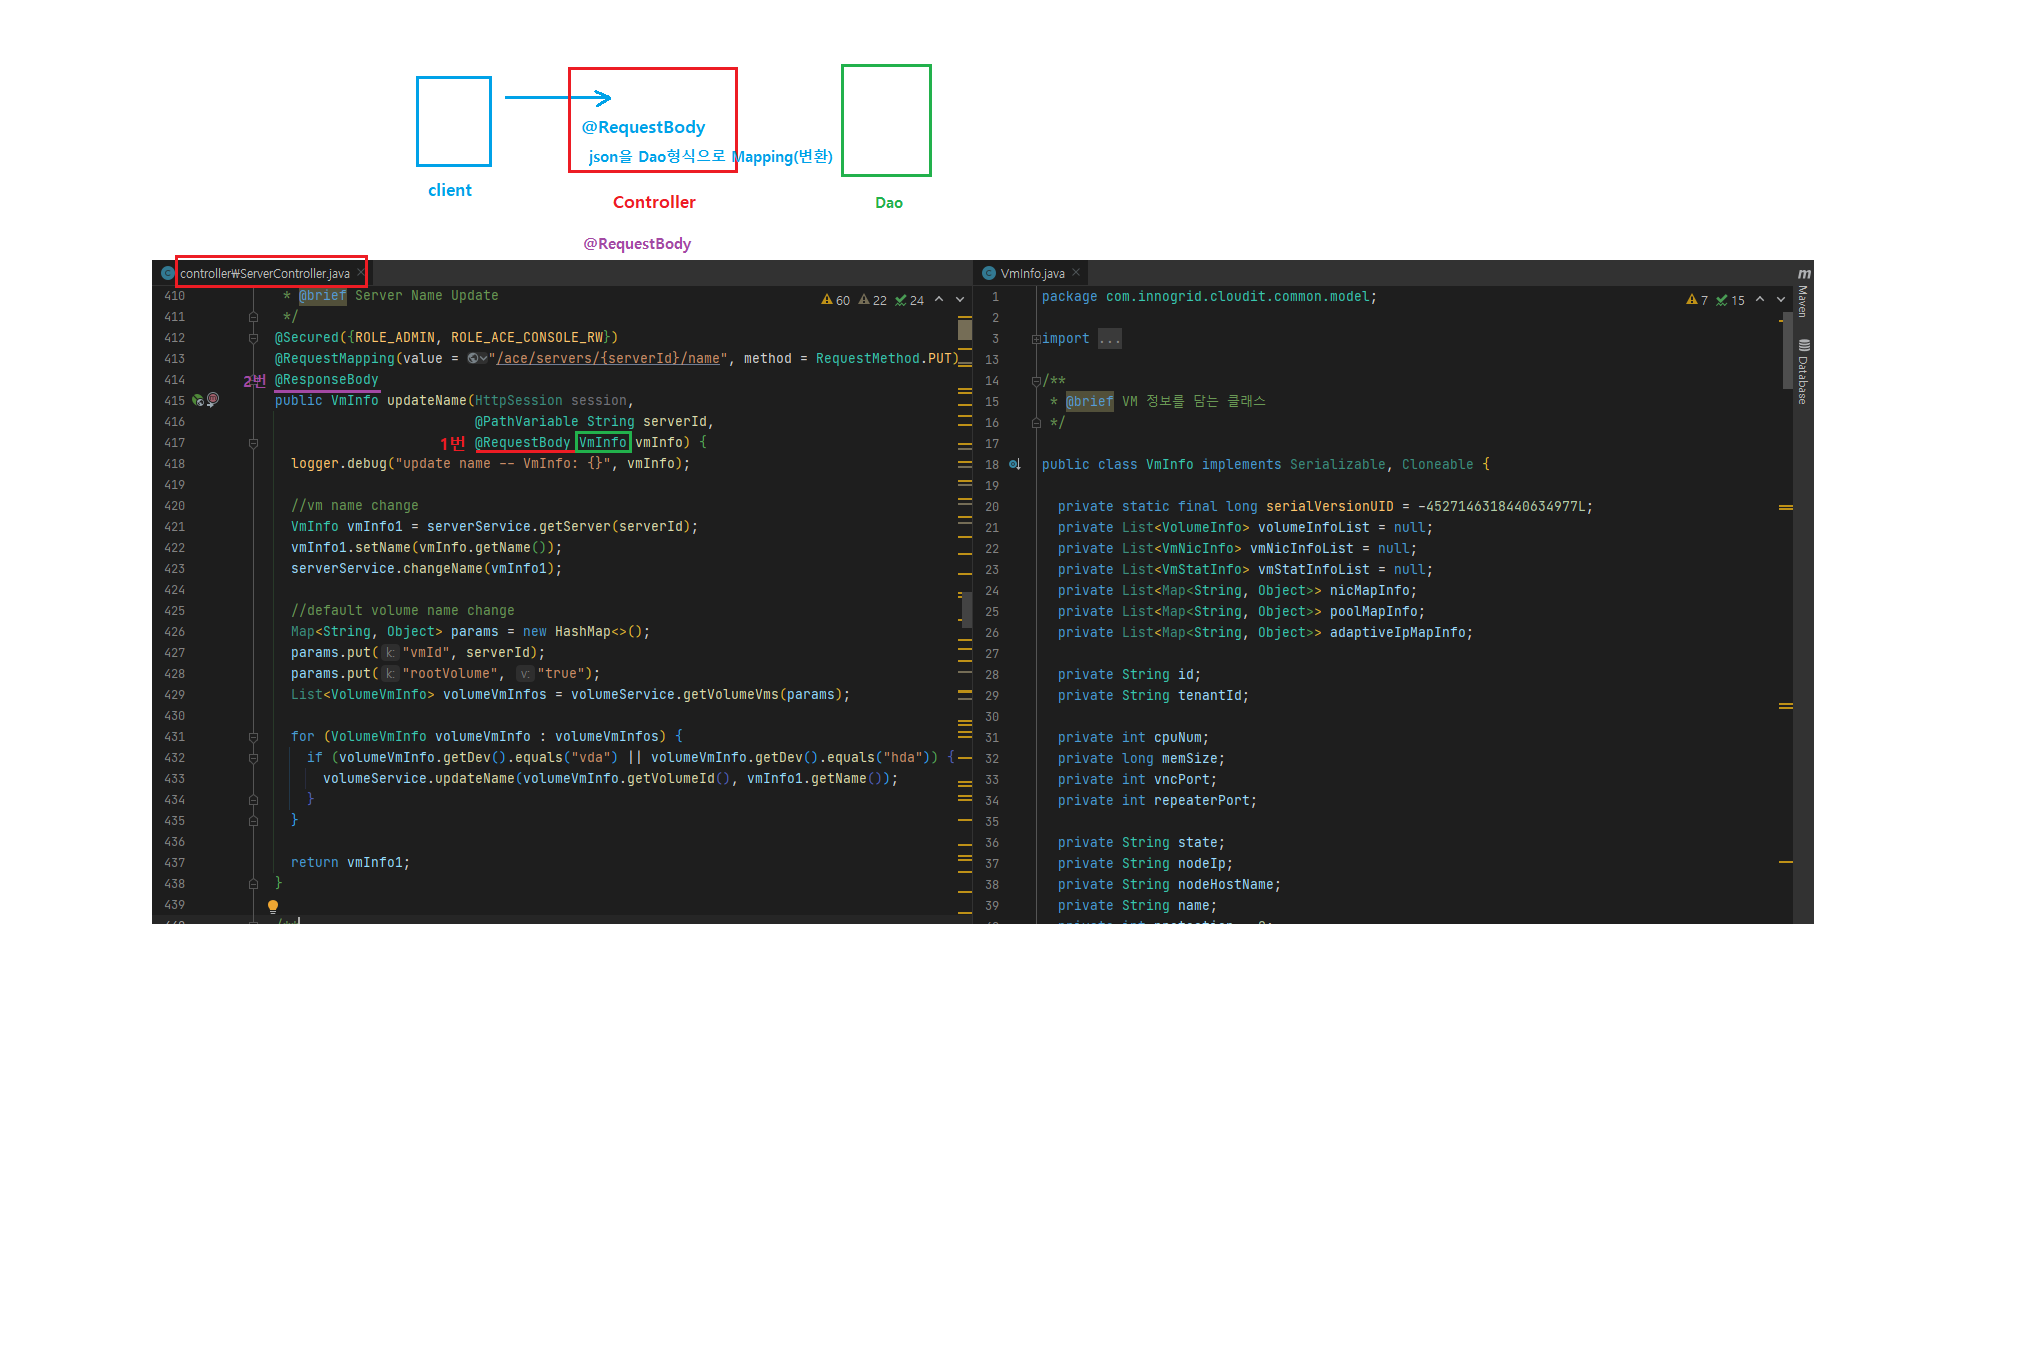 @RequestBody
json을 Dao형식으로 Mapping(변환)
client
Controller
Dao
@RequestBody
controller₩ServerController.java
410 * @brief Server Name Update
411 */
412 @Secured({ROLE_ADMIN, ROLE_ACE_CONSOLE_RW})
413 @RequestMapping(value = "/ace/servers/{serverId}/name", method = RequestMethod.PUT)
414 2번 @ResponseBody
415 public VmInfo updateName(HttpSession session,
416 @PathVariable String serverId,
417 1번 @RequestBody VmInfo vmInfo) {
418 logger.debug("update name -- VmInfo: {}", vmInfo);
419
420 //vm name change
421 VmInfo vmInfo1 = serverService.getServer(serverId);
422 vmInfo1.setName(vmInfo.getName());
423 serverService.changeName(vmInfo1);
424
425 //default volume name change
426 Map<String, Object> params = new HashMap<>();
427 params.put( k: "vmId", serverId);
428 params.put( k: "rootVolume", v: "true");
429 List<VolumeVmInfo> volumeVmInfos = volumeService.getVolumeVms(params);
430
431 for (VolumeVmInfo volumeVmInfo : volumeVmInfos) {
432 if (volumeVmInfo.getDev().equals("vda") || volumeVmInfo.getDev().equals("hda")) {
433 volumeService.updateName(volumeVmInfo.getVolumeId(), vmInfo1.getName());
434 }
435 }
436
437 return vmInfo1;
438 }
439
60 22 24
VmInfo.java
1 package com.innogrid.cloudit.common.model;
2
3 import ...
13
14 /**
15 * @brief VM 정보를 담는 클래스
16 */
17
18 public class VmInfo implements Serializable, Cloneable {
19
20 private static final long serialVersionUID = -4527146318440634977L;
21 private List<VolumeInfo> volumeInfoList = null;
22 private List<VmNicInfo> vmNicInfoList = null;
23 private List<VmStatInfo> vmStatInfoList = null;
24 private List<Map<String, Object>> nicMapInfo;
25 private List<Map<String, Object>> poolMapInfo;
26 private List<Map<String, Object>> adaptiveIpMapInfo;
27
28 private String id;
29 private String tenantId;
30
31 private int cpuNum;
32 private long memSize;
33 private int vncPort;
34 private int repeaterPort;
35
36 private String state;
37 private String nodeIp;
38 private String nodeHostName;
39 private String name;
7 15
m
Maven
Database